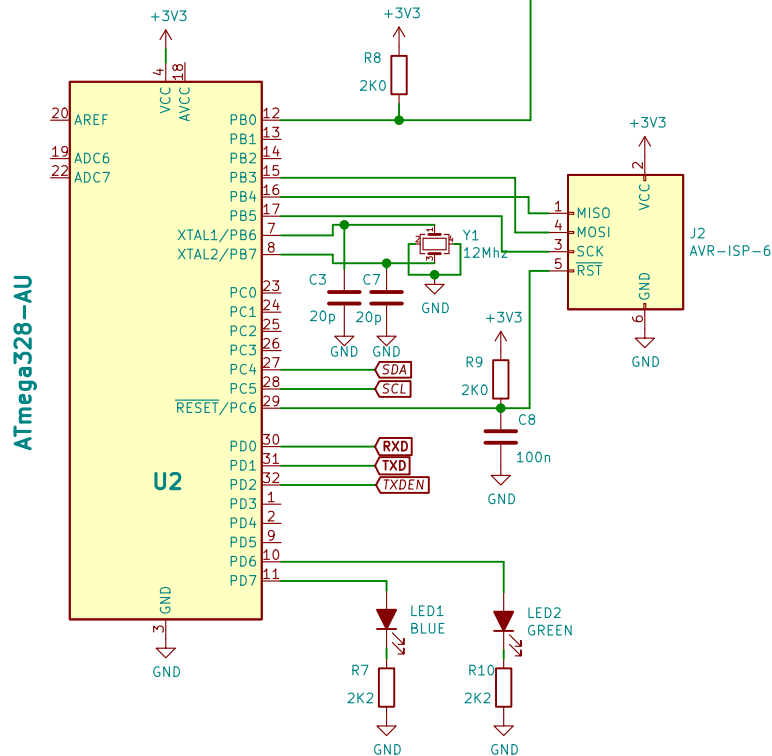 +3V3
+3V3
4
18
VCC
AVCC
R8
2K0
20
AREF
PB0
12
PB1
13
19
ADC6
PB2
14
22
ADC7
PB3
15
PB4
16
PB5
17
XTAL1/PB6
7
XTAL2/PB7
8
+3V3
2
VCC
1
MISO
4
MOSI
3
SCK
5
RST
GND
6
GND
J2
AVR-ISP-6
1
2
4
3
Y1
12Mhz
GND
C3
20p
GND
C7
20p
GND
PC0
23
PC1
24
PC2
25
PC3
26
PC4
27
SDA
PC5
28
SCL
RESET/PC6
29
+3V3
R9
2K0
C8
100n
GND
ATmega328-AU
U2
PD0
30
RXD
PD1
31
TXD
PD2
32
TXDEN
PD3
1
PD4
2
PD5
9
PD6
10
PD7
11
GND
3
GND
LED1
BLUE
LED2
GREEN
R7
2K2
R10
2K2
GND
GND